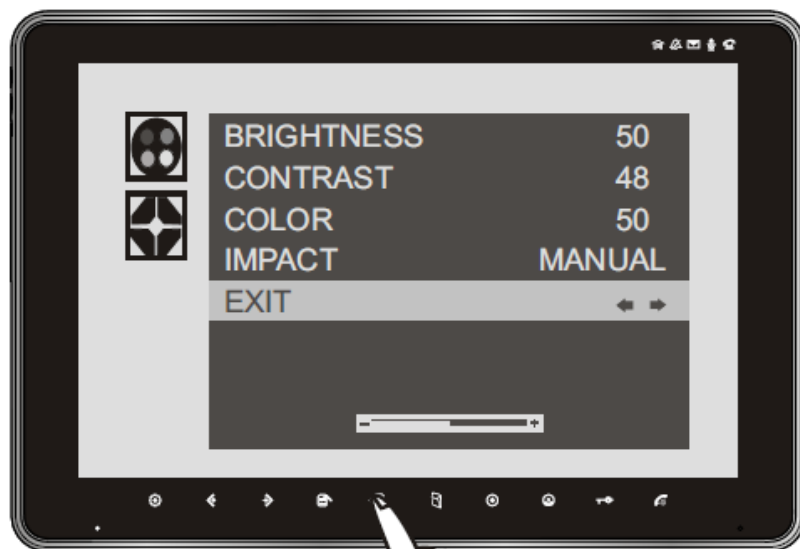 BRIGHTNESS 50
CONTRAST 48
COLOR 50
IMPACT MANUAL
EXIT